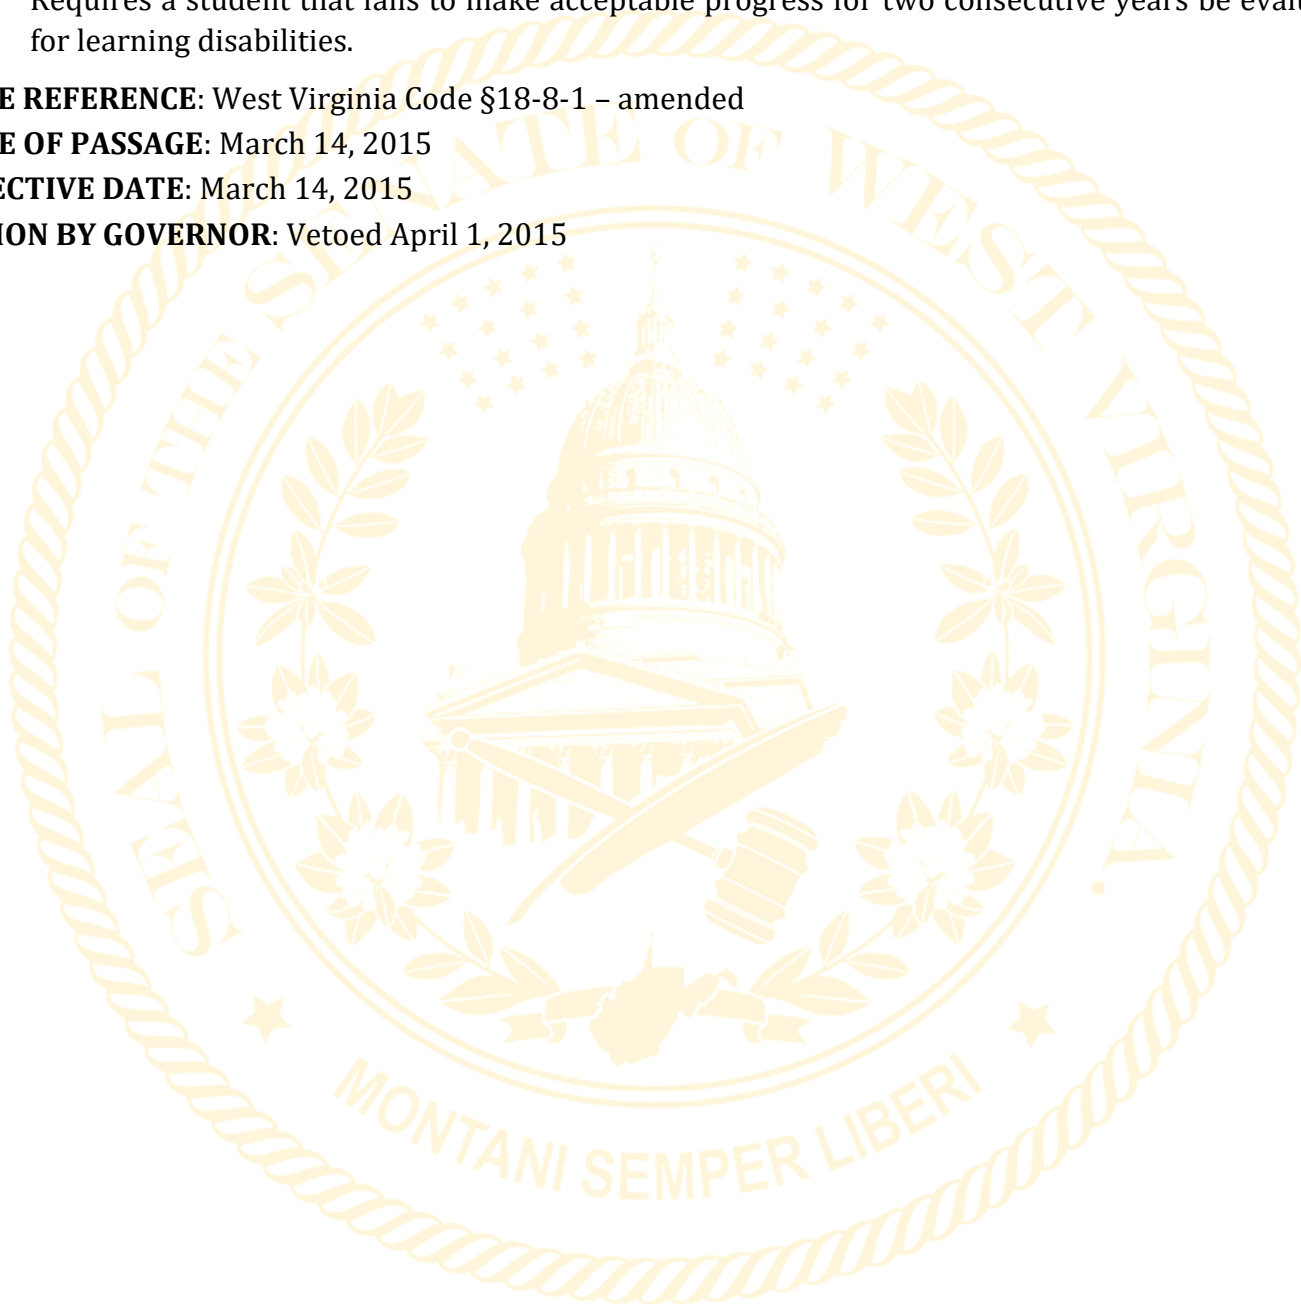 Requires a student that fails to make acceptable progress for two consecutive years be eval
for learning disabilities.
E REFERENCE: West Virginia Code §18-8-1 – amended
E OF PASSAGE: March 14, 2015
ECTIVE DATE: March 14, 2015
ION BY GOVERNOR: Vetoed April 1, 2015
SEAL OF THE SENATE OF WEST VIRGINIA.
MONTANI SEMPER LIBERI